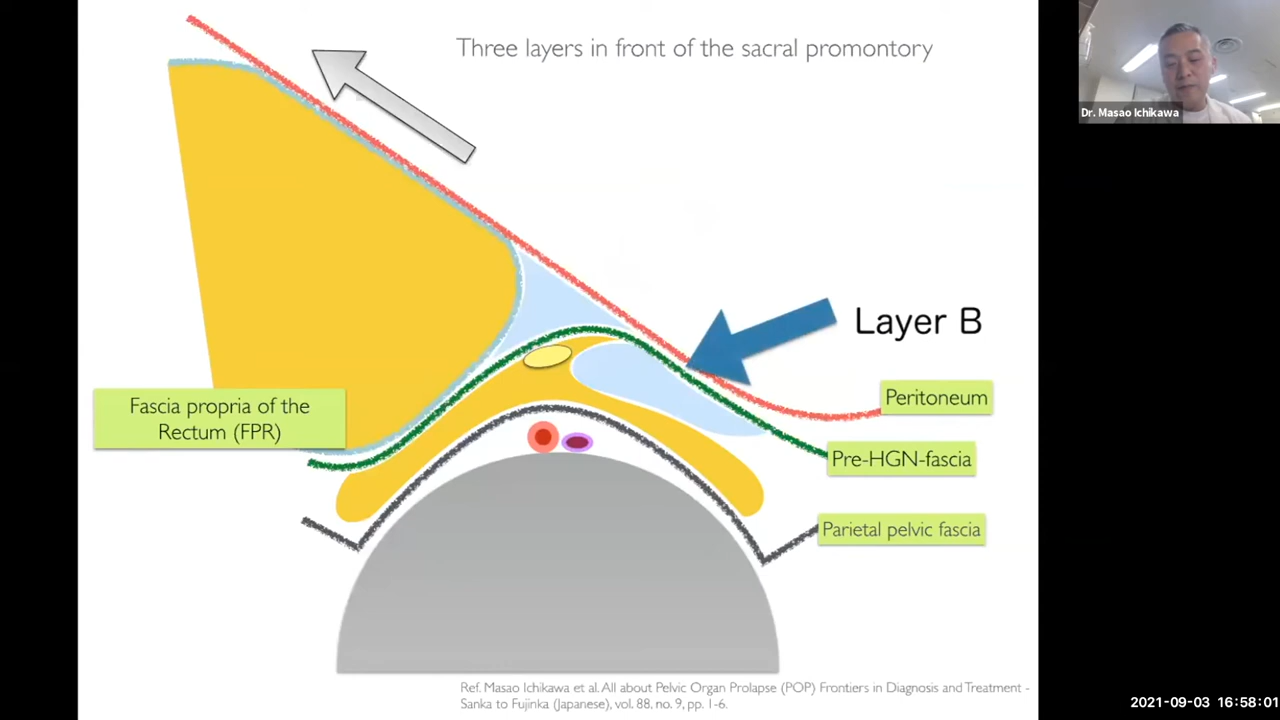 Three layers in front of the sacral promontory
Dr. Masao Ichikawa
Layer B
Fascia propria of the
Rectum (FPR)
Peritoneum
Pre-HGN-fascia
Parietal pelvic fascia
Ref. Masao Ichikawa et al. All about Pelvic Organ Prolapse (POP) Frontiers in Diagnosis and Treatment -
Sanka to Fujinka (Japanese), vol. 88, no. 9, pp. 1-6.
2021-09-03 16:58:01